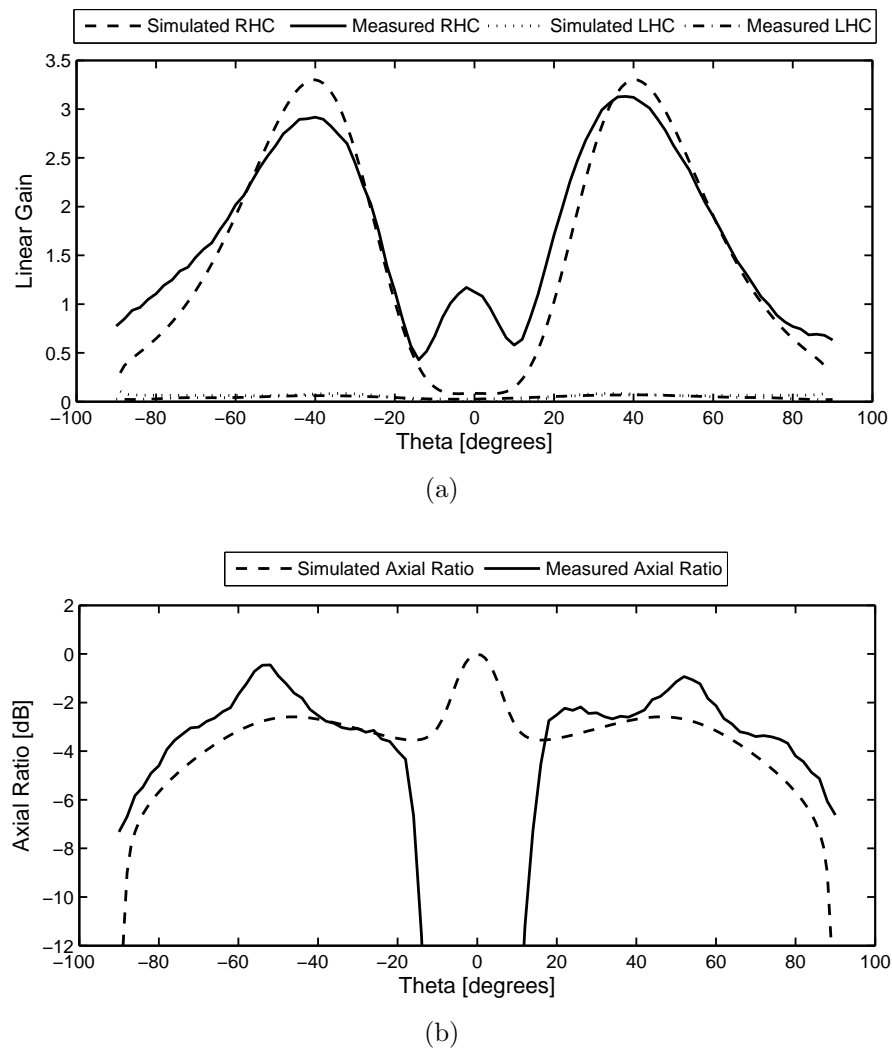 Simulated RHC Measured RHC Simulated LHC Measured LHC
3.5
3
2.5
2
1.5
1
0.5
0
Linear Gain
−100 −80 −60 −40 −20 0 20 40 60 80 100
Theta [degrees]
(a)
Simulated Axial Ratio Measured Axial Ratio
2
0
−2
−4
−6
−8
−10
−12
Axial Ratio [dB]
−100 −80 −60 −40 −20 0 20 40 60 80 100
Theta [degrees]
(b)